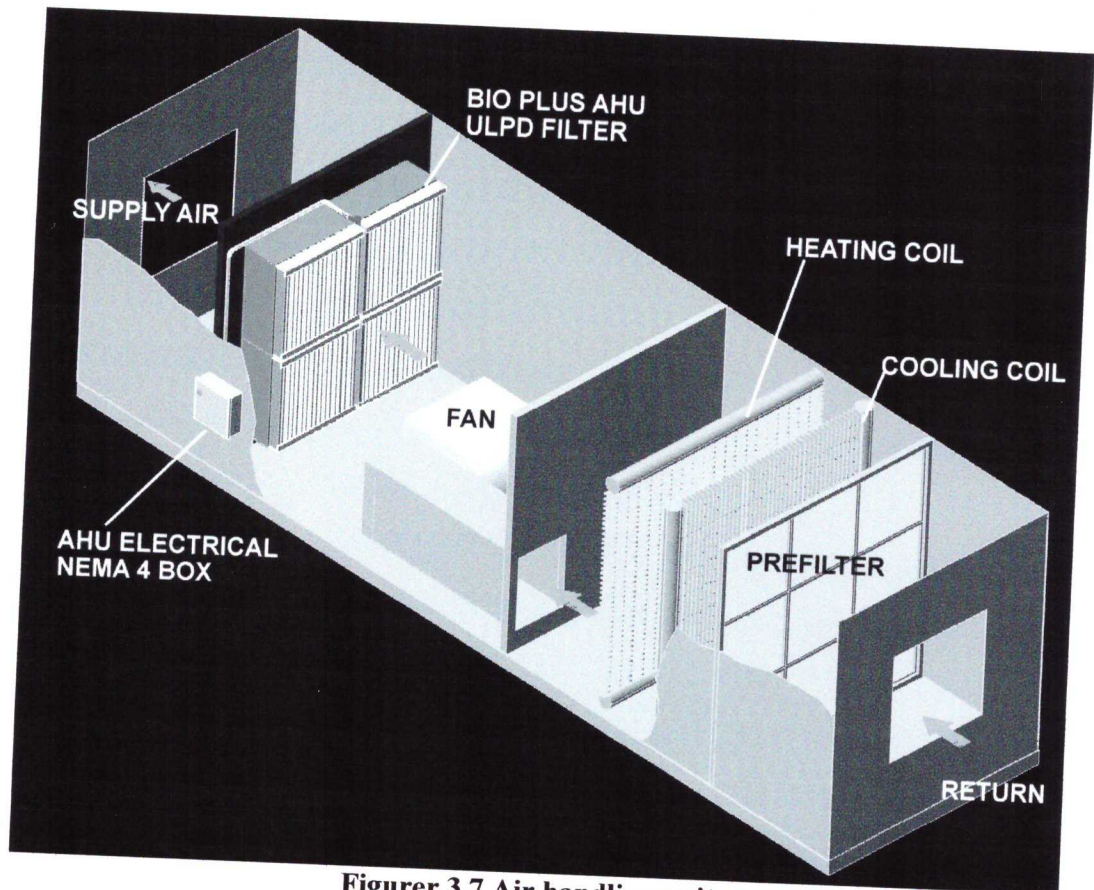 BIO PLUS AHU
ULPD FILTER
SUPPLY AIR
HEATING COIL
COOLING COIL
FAN
PREFILTER
AHU ELECTRICAL
NEMA 4 BOX
RETURN
Figurer 3.7 Air handling unit